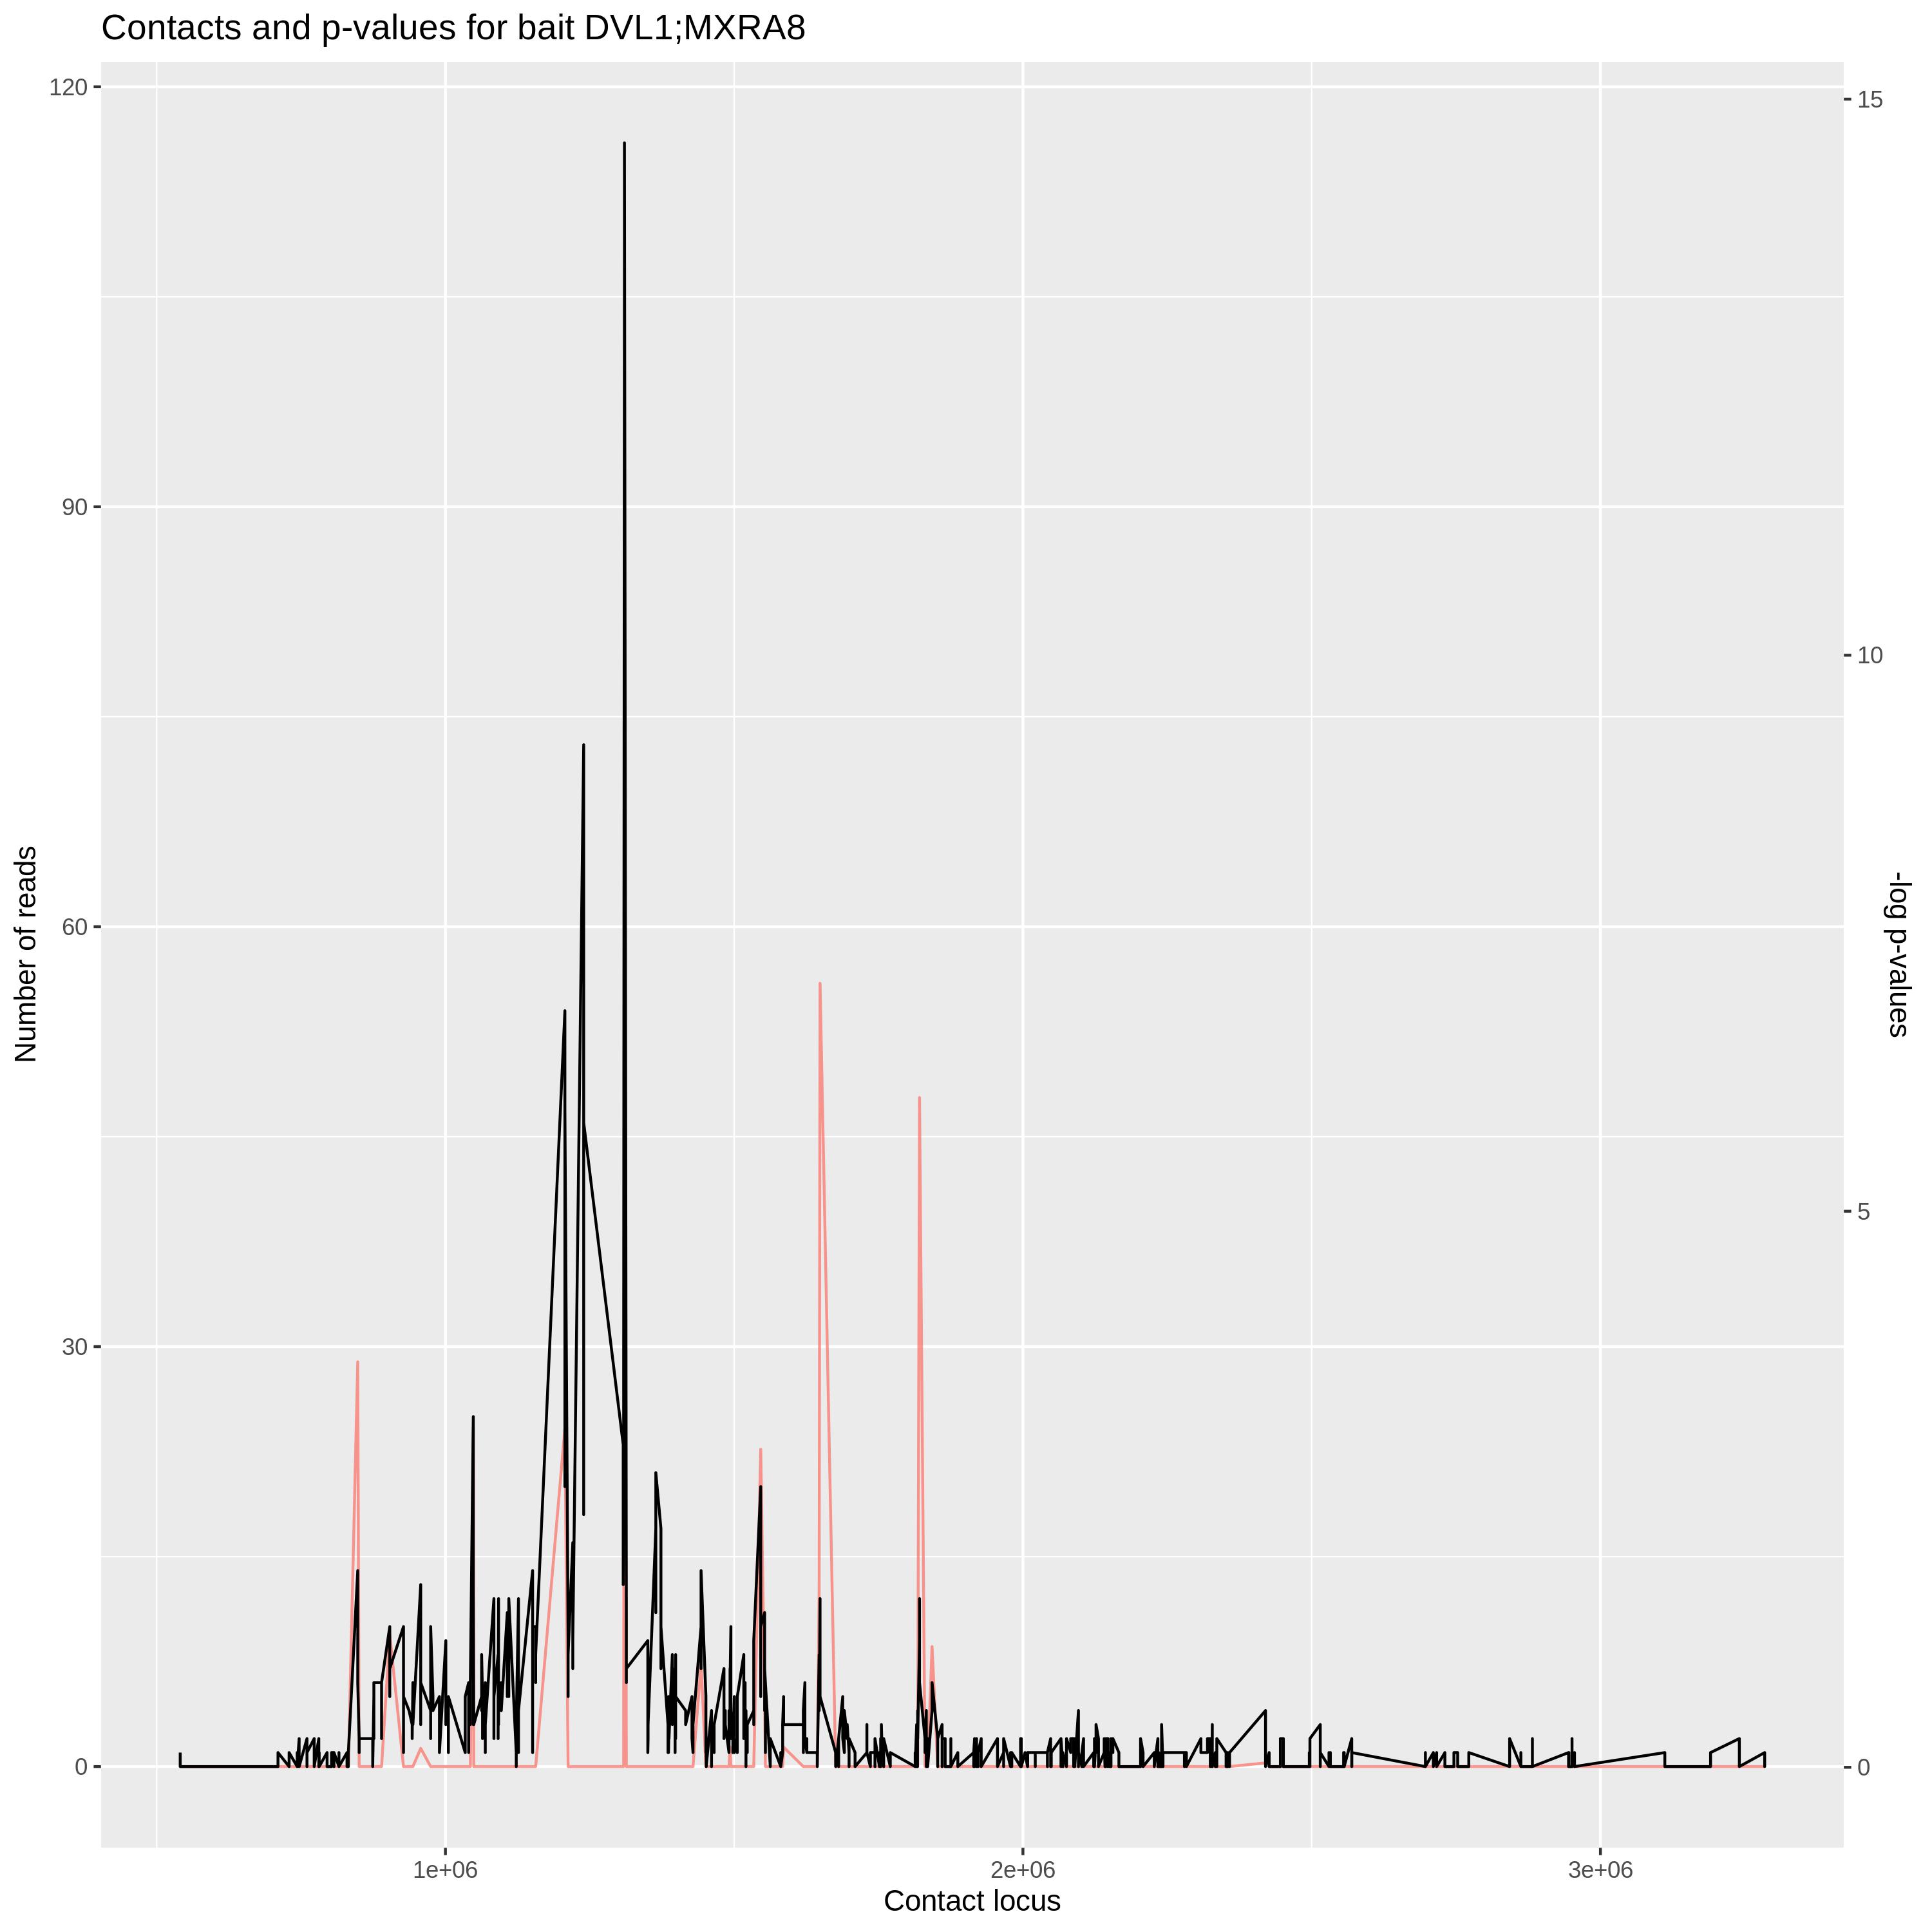 Contacts and p-values for bait DVL1;MXRA8
120
90
60
30
0
Number of reads
15
10
5
0
-log p-values
1e+06
2e+06
3e+06
Contact locus